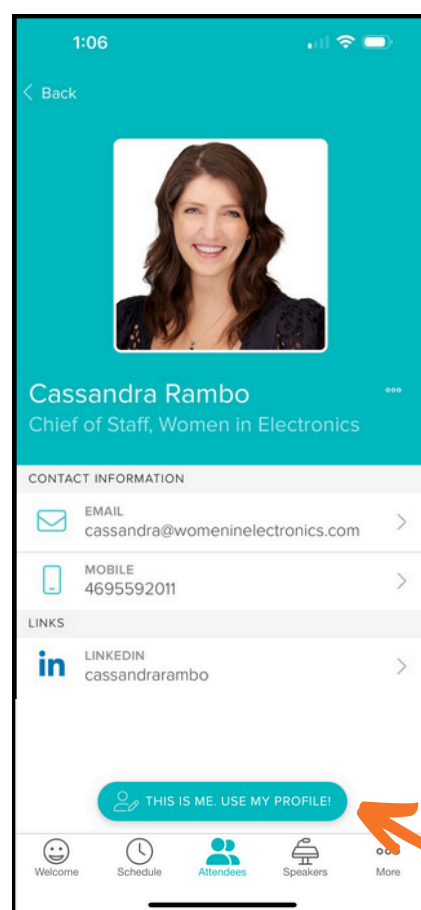 1:06
Back
Cassandra Rambo
Chief of Staff, Women in Electronics
CONTACT INFORMATION
EMAIL
cassandra@womeninelectronics.com
MOBILE
4695592011
LINKS
in
LINKEDIN
cassandrarambo
THIS IS ME. USE MY PROFILE!
Welcome Schedule Attendees Speakers More